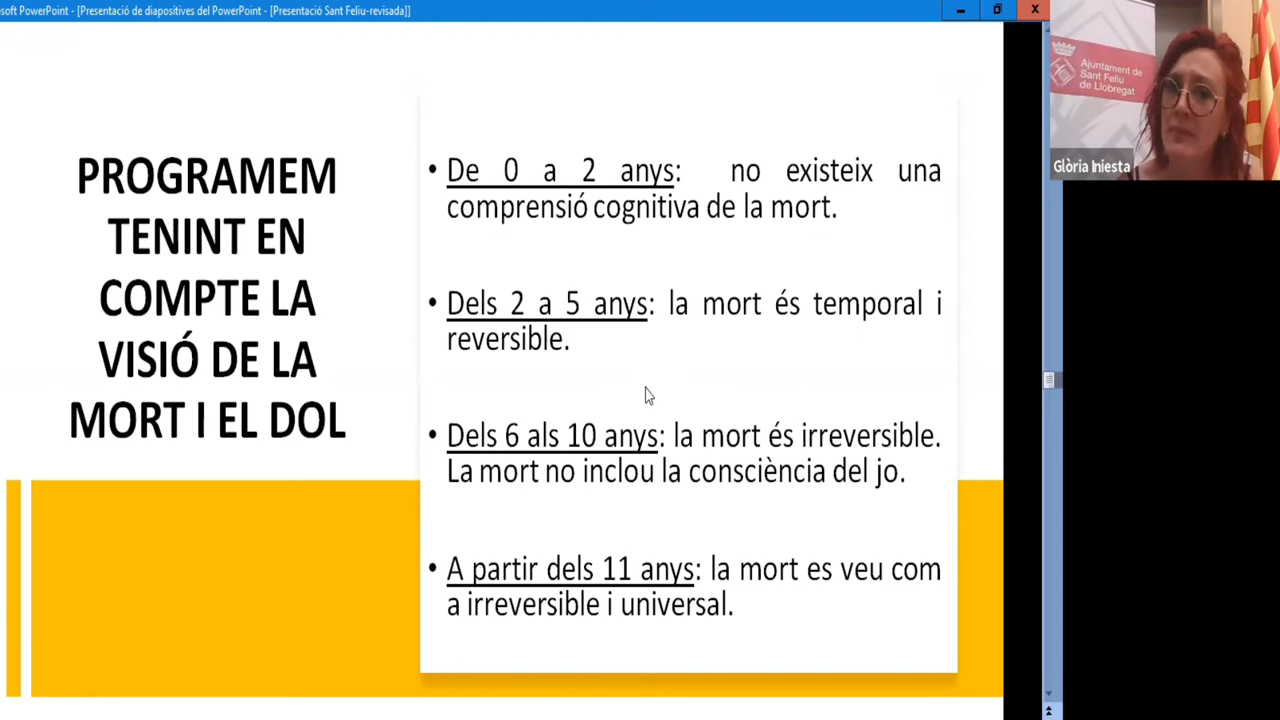 osoft PowerPoint - [Presentació de diapositives del PowerPoint - [Presentació Sant Feliu-revisada]]
Ajuntament de
Sant Feliu
de Llobregat
Glòria Iniesta
PROGRAMEM
TENINT EN
COMPTE LA
VISIÓ DE LA
MORT I EL DOL
• De 0 a 2 anys: no existeix una
comprensió cognitiva de la mort.
• Dels 2 a 5 anys: la mort és temporal i
reversible.
• Dels 6 als 10 anys: la mort és irreversible.
La mort no inclou la consciència del jo.
• A partir dels 11 anys: la mort es veu com
a irreversible i universal.